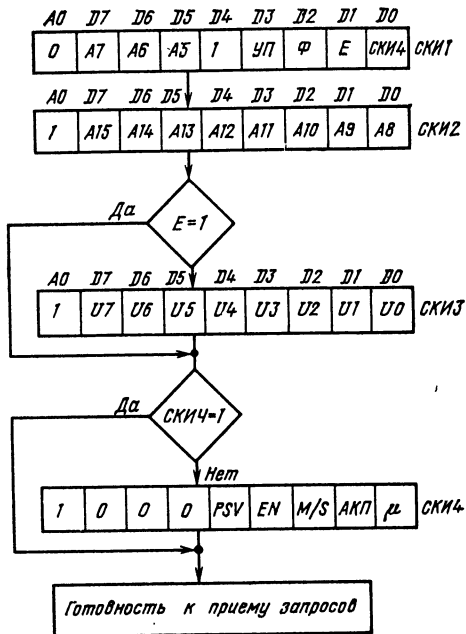 A0 D7 D6 D5 D4 D3 D2 D1 D0
0 A7 A6 A5 1 УП Ф E СКИ4 СКИ1
A0 D7 D6 D5 D4 D3 D2 D1 D0
1 A15 A14 A13 A12 A11 A10 A9 A8 СКИ2
Да
E=1
A0 D7 D6 D5 D4 D3 D2 D1 D0
1 U7 U6 U5 U4 U3 U2 U1 U0 СКИ3
Да
СКИЧ=1
Нет
1 0 0 0 PSV EN M/S АКП μ СКИ4
Готовность к приему запросов